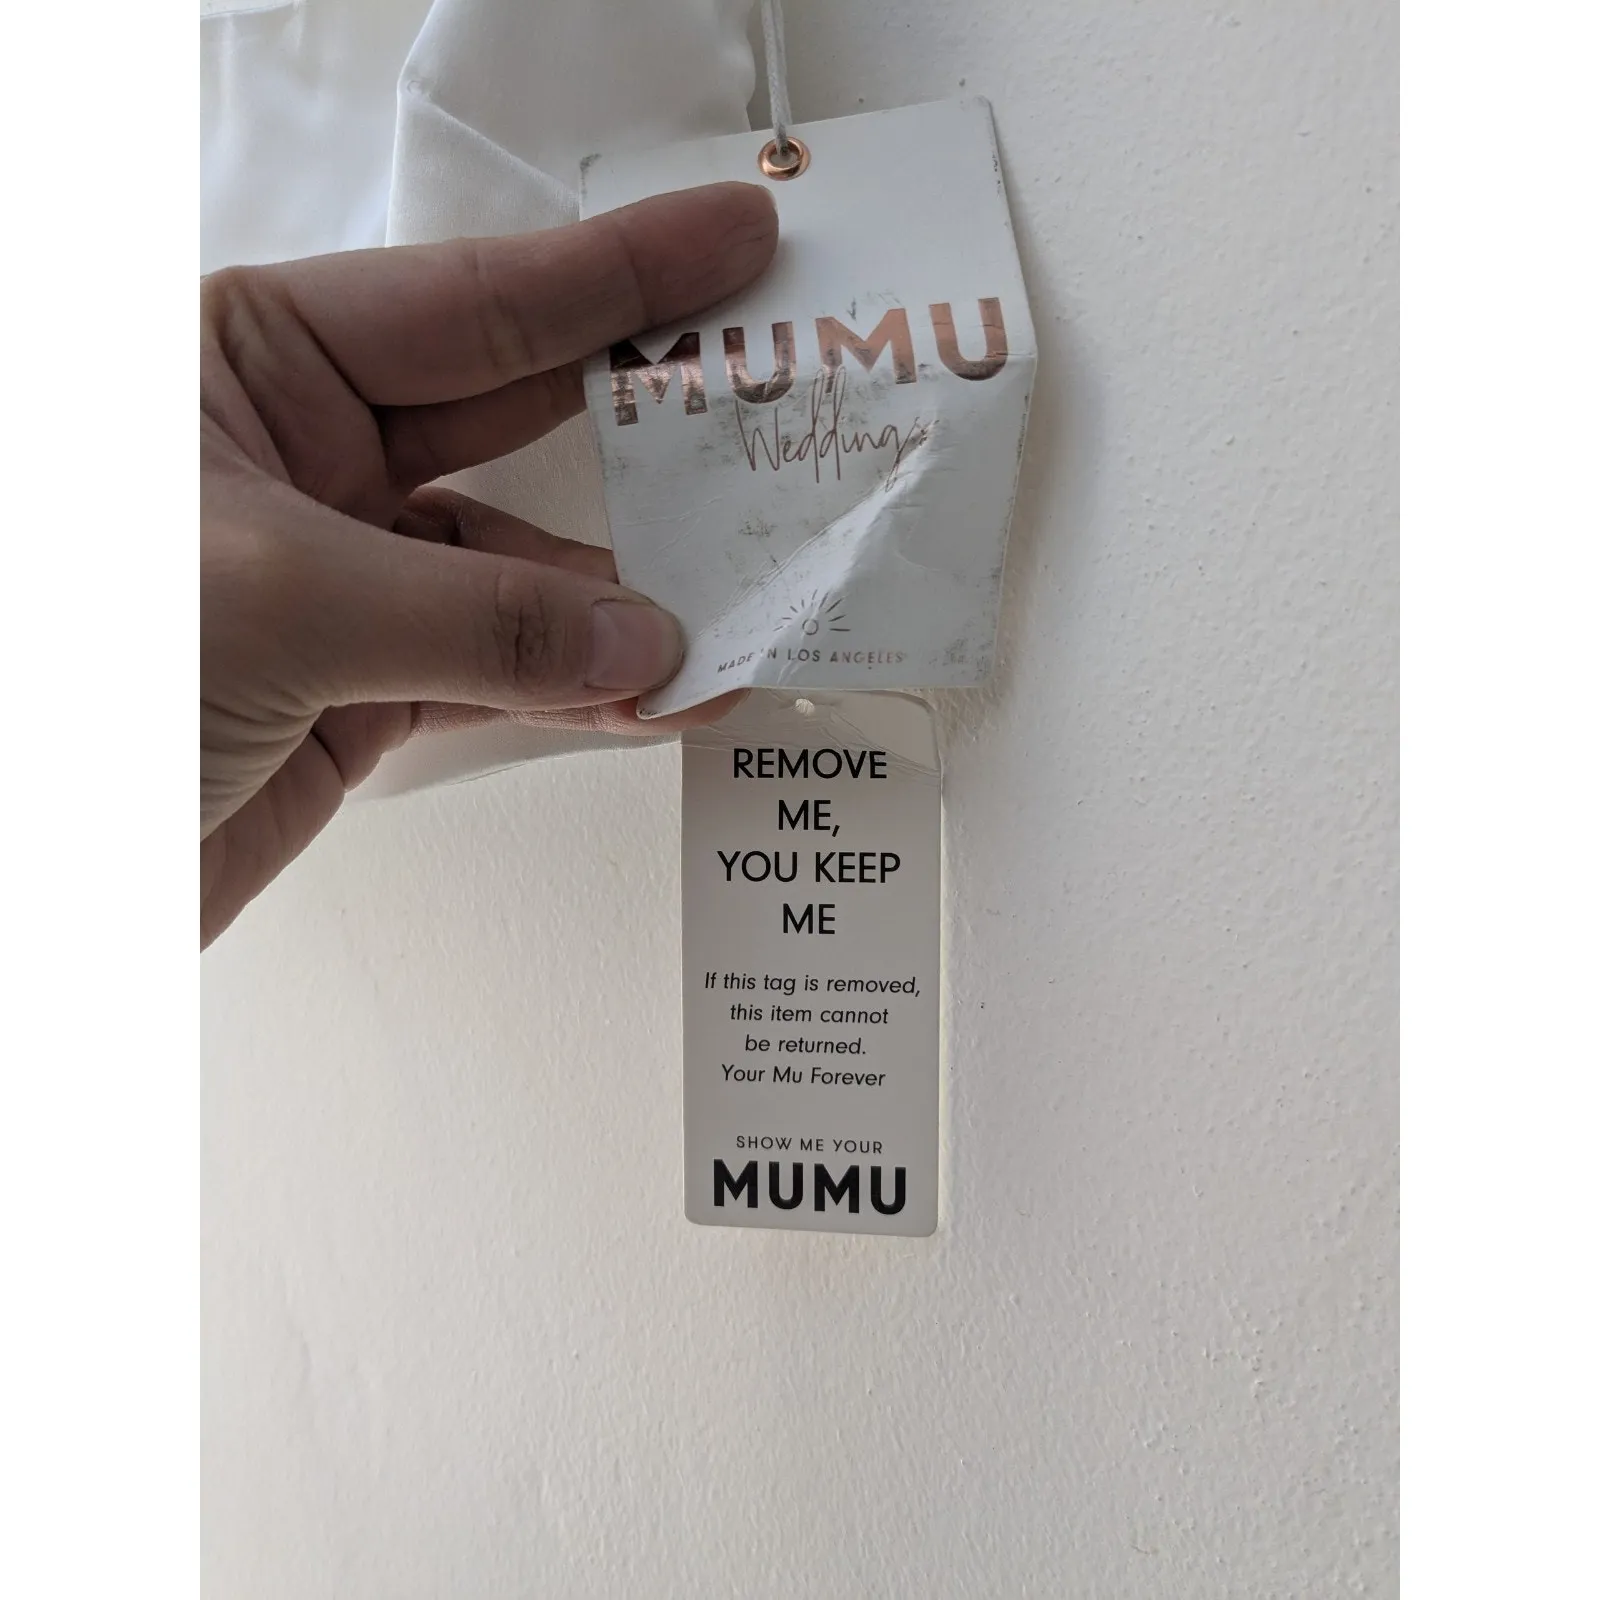 MUMU
Weddings
MADE IN LOS ANGELES
REMOVE
ME,
YOU KEEP
ME
If this tag is removed,
this item cannot
be returned.
Your Mu Forever
SHOW ME YOUR
MUMU